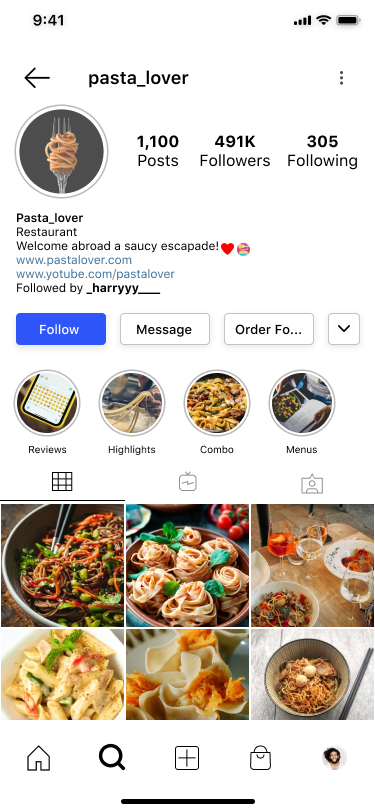 9:41
pasta_lover
1,100 491K 305
Posts Followers Following
Pasta_lover
Restaurant
Welcome abroad a saucy escapade!
www.pastalover.com
www.yotube.com/pastalover
Followed by _harryyy____
Follow Message Order Fo...
Reviews Highlights Combo Menus